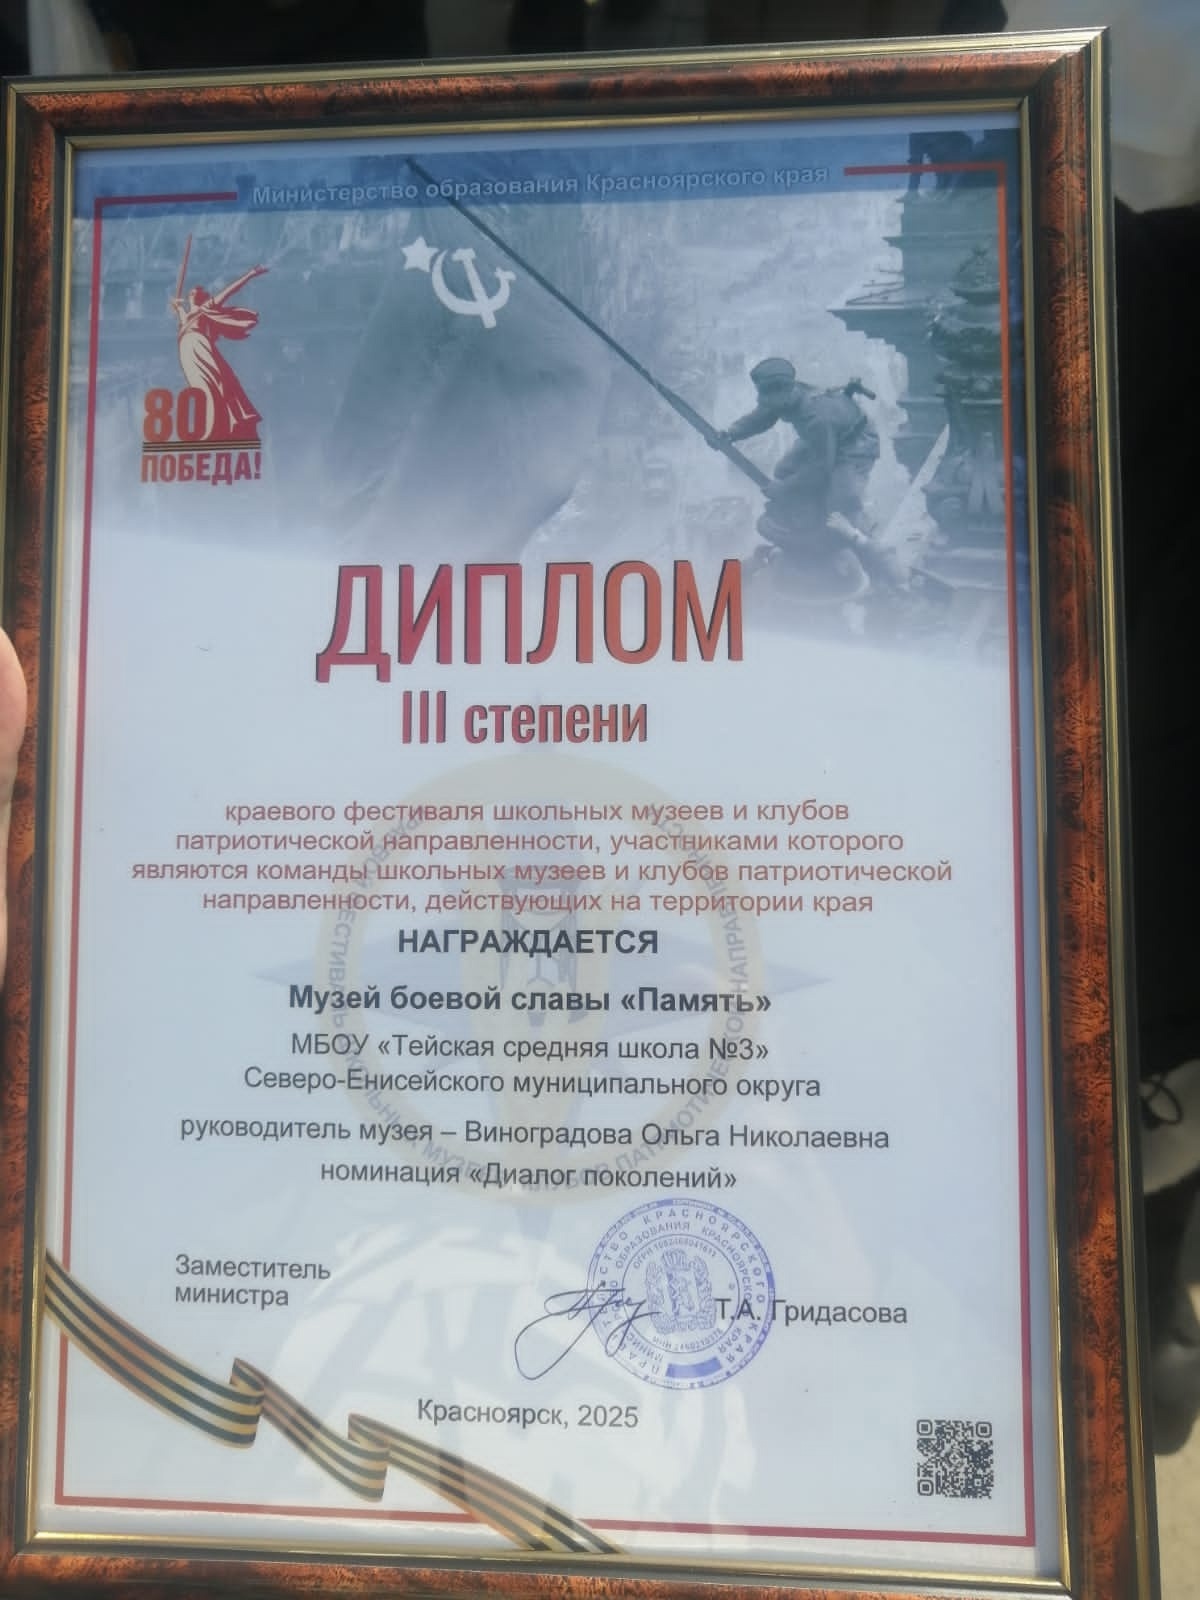 Министерство образования Красноярского края
80
ПОБЕДА!
ДИПЛОМ
III степени
краевого фестиваля школьных музеев и клубов
патриотической направленности, участниками которого
являются команды школьных музеев и клубов патриотической
направленности, действующих на территории края
НАГРАЖДАЕТСЯ
Музей боевой славы «Память»
МБОУ «Тейская средняя школа №3»
Северо-Енисейского муниципального округа
руководитель музея – Виноградова Ольга Николаевна
номинация «Диалог поколений»
Заместитель
министра
Т.А. Гридасова
Красноярск, 2025